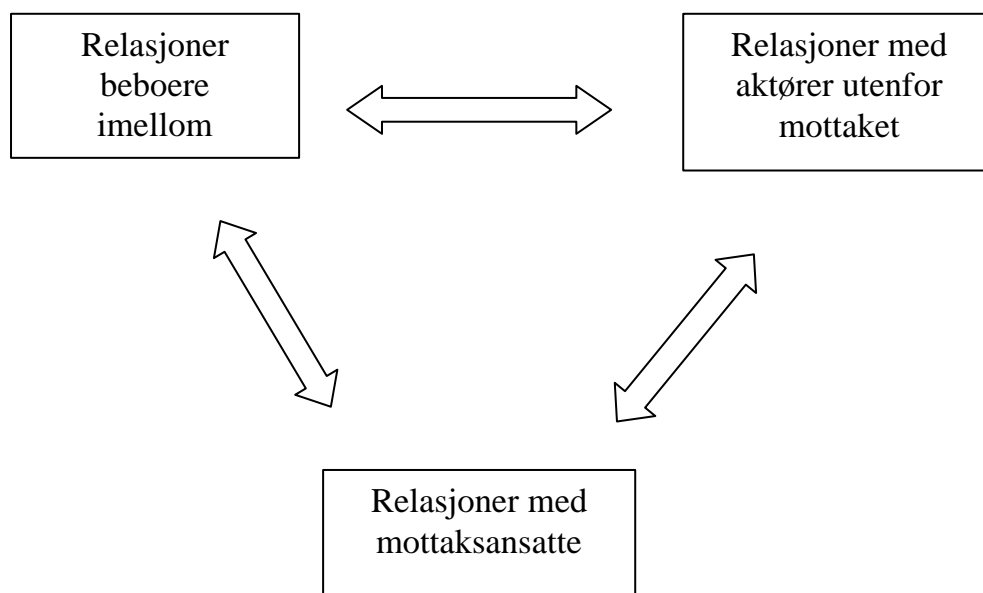 Relasjoner
beboere
imellom
Relasjoner med
aktører utenfor
mottaket
Relasjoner med
mottaksansatte